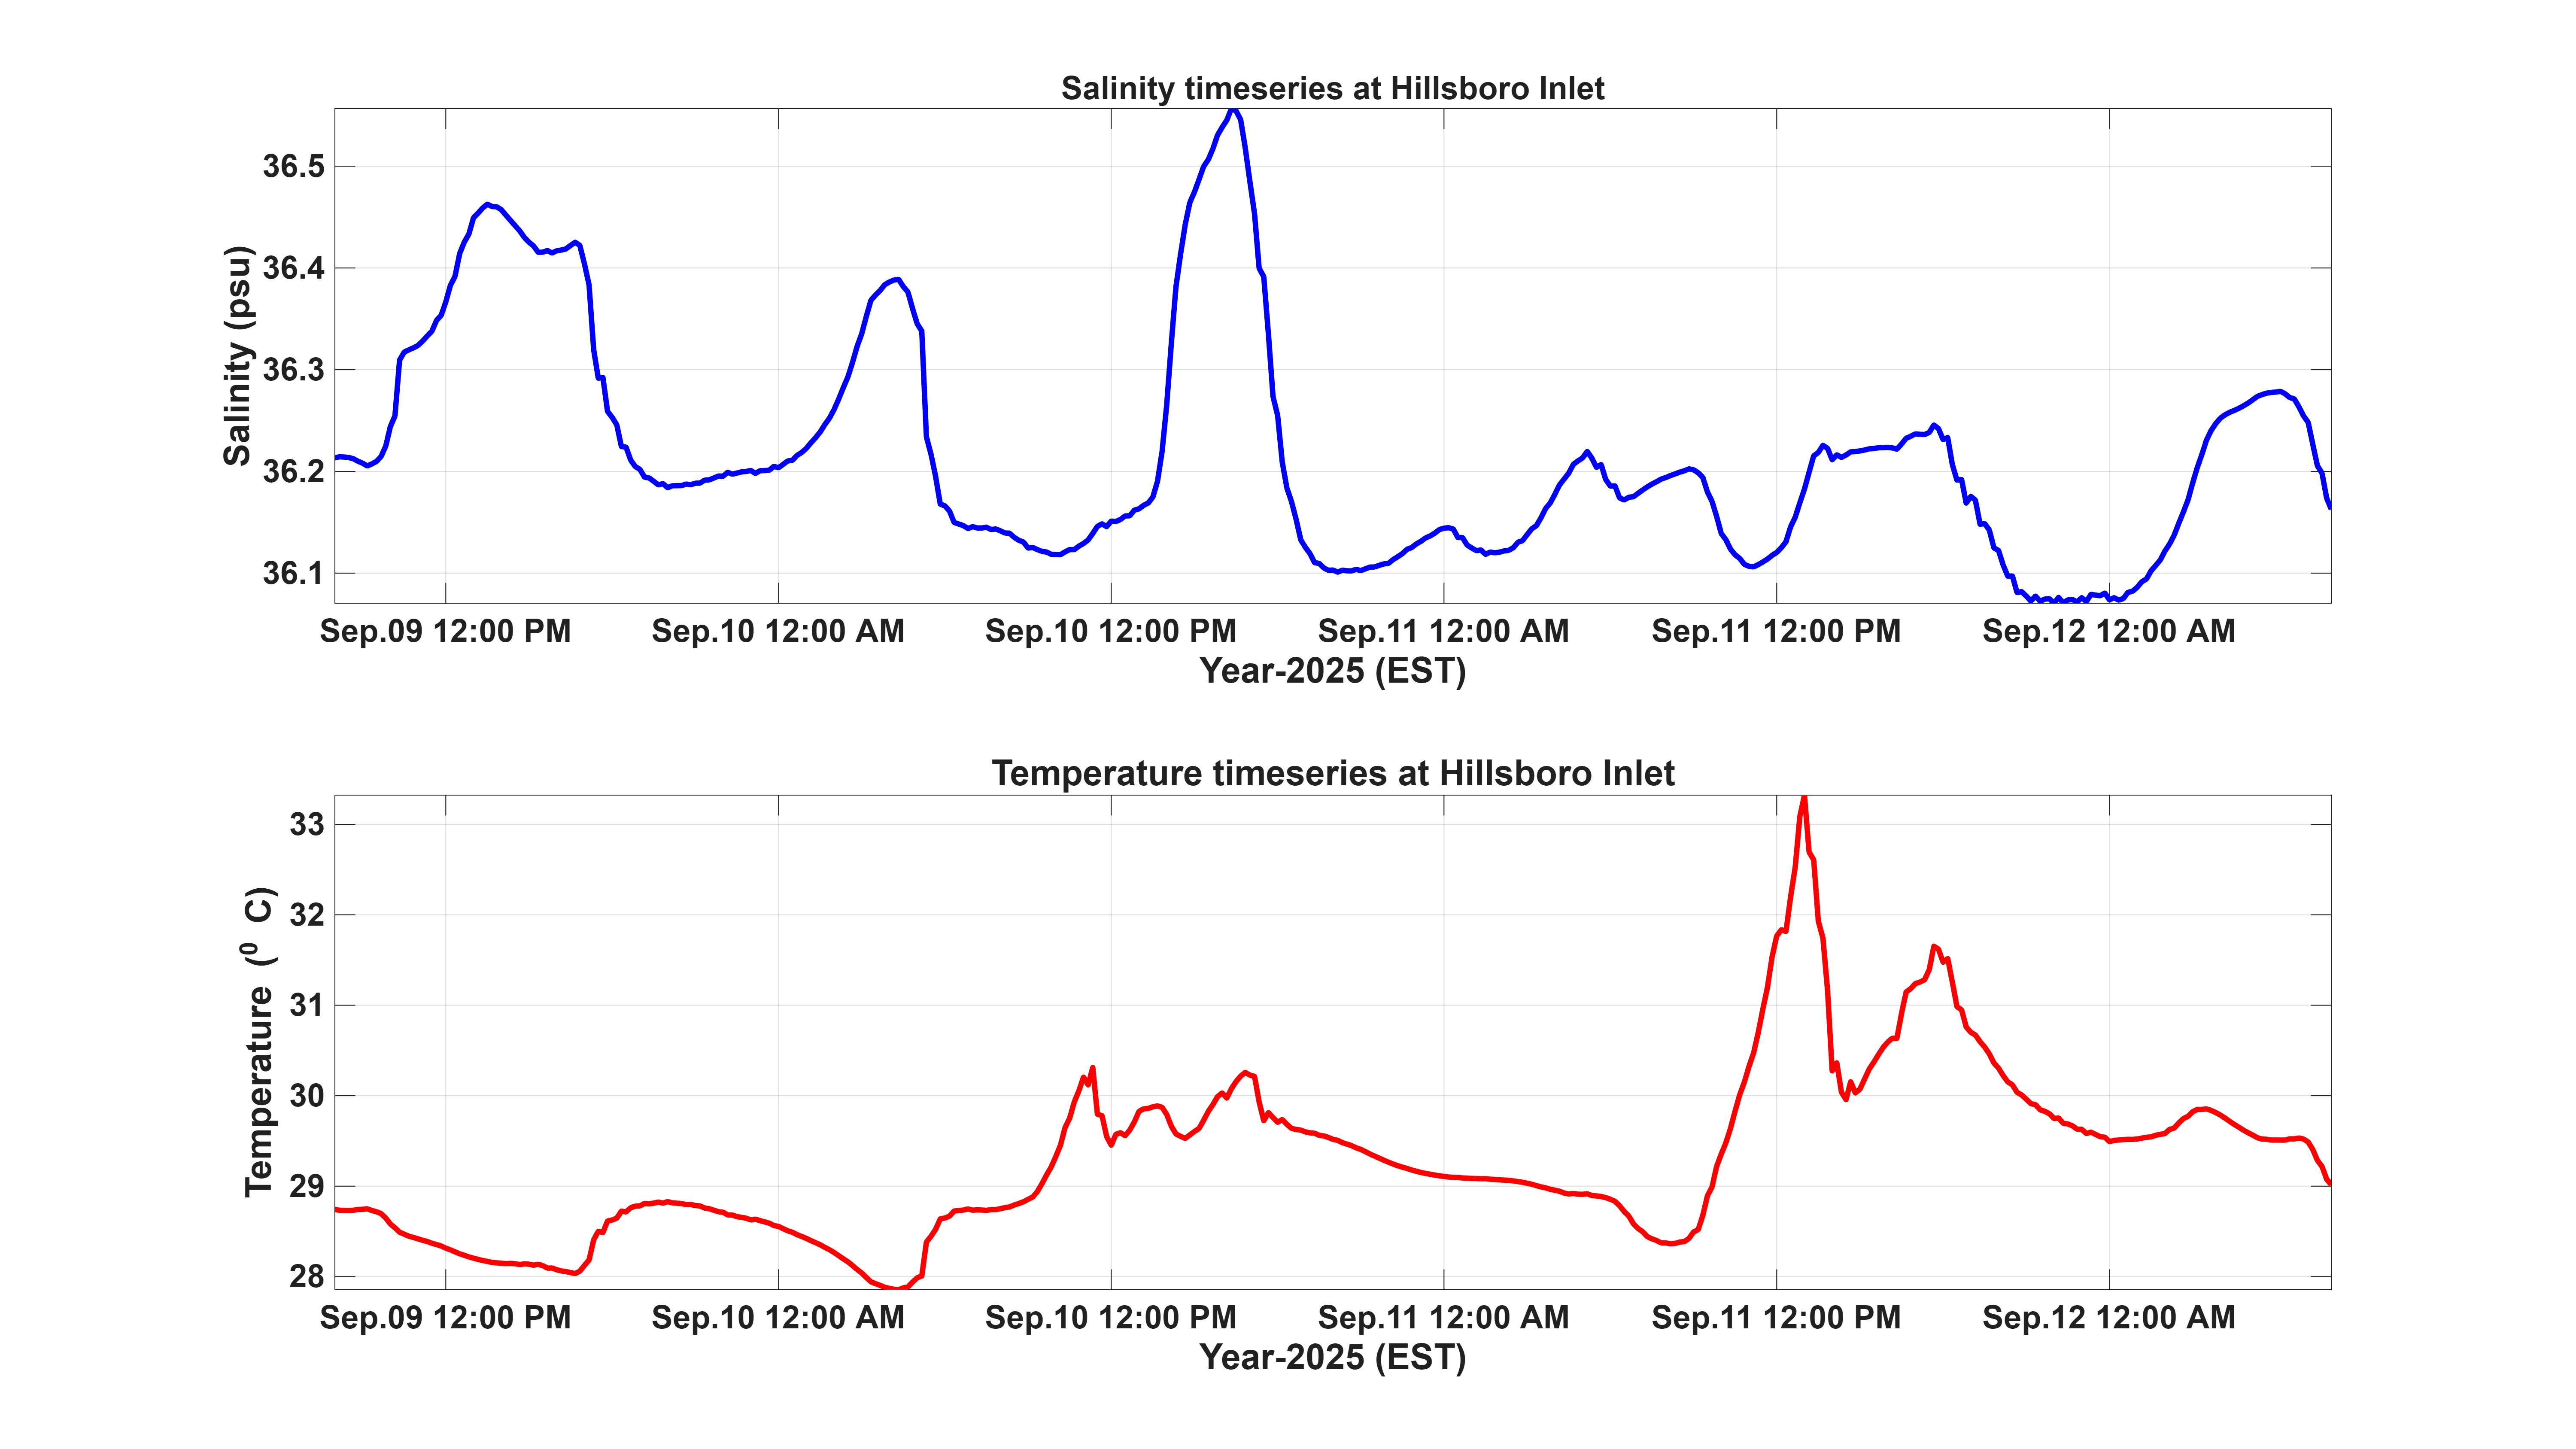 Salinity timeseries at Hillsboro Inlet
Salinity (psu)
36.5
36.4
36.3
36.2
36.1
Sep.09 12:00 PM Sep.10 12:00 AM Sep.10 12:00 PM Sep.11 12:00 AM Sep.11 12:00 PM Sep.12 12:00 AM
Year-2025 (EST)
Temperature timeseries at Hillsboro Inlet
Temperature (⁰ C)
33
32
31
30
29
28
Sep.09 12:00 PM Sep.10 12:00 AM Sep.10 12:00 PM Sep.11 12:00 AM Sep.11 12:00 PM Sep.12 12:00 AM
Year-2025 (EST)